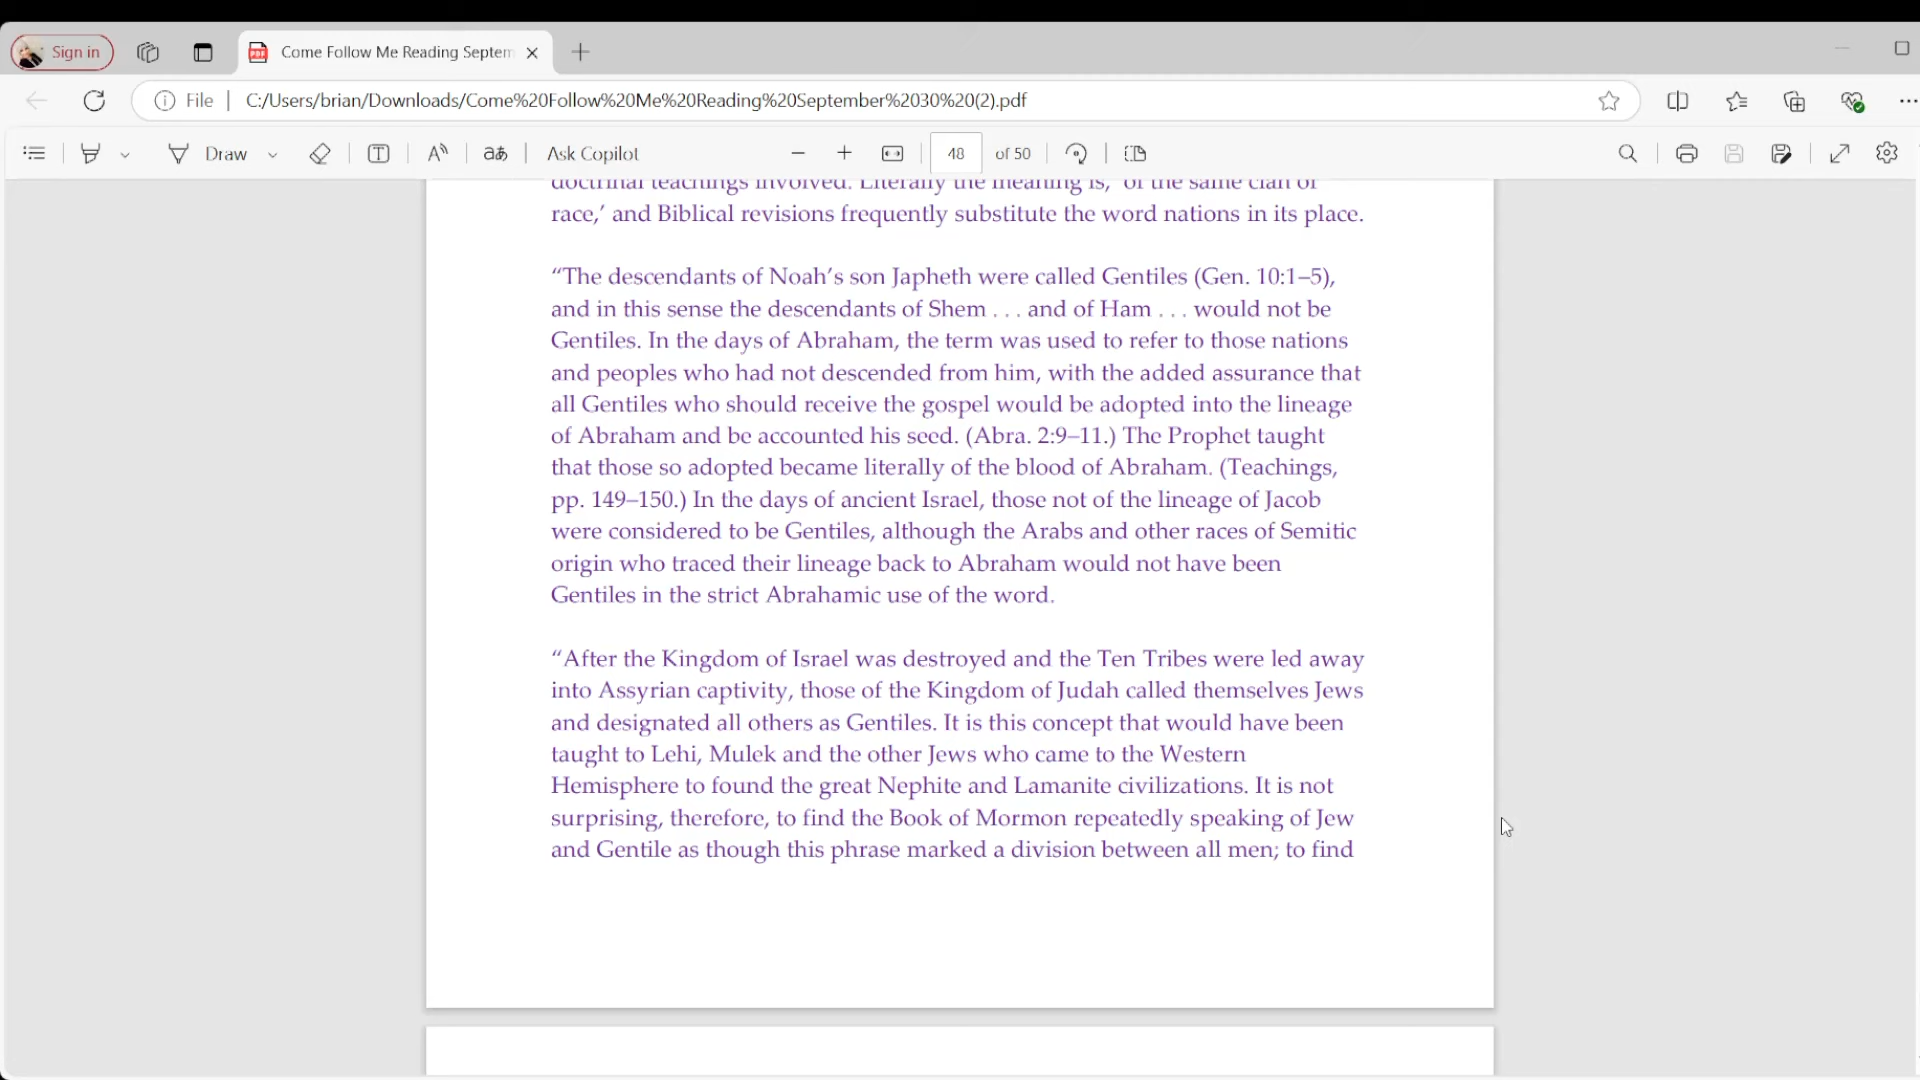 Sign in
Come Follow Me Reading Septem
File
C:/Users/brian/Downloads/Come%20Follow%20Me%20Reading%20September%2030%20(2).pdf
Draw
Ask Copilot
48 of 50
doctrinal teachings involved. Literally the meaning is, ‘of the same clan or
race,’ and Biblical revisions frequently substitute the word nations in its place.
“The descendants of Noah’s son Japheth were called Gentiles (Gen. 10:1–5),
and in this sense the descendants of Shem . . . and of Ham . . . would not be
Gentiles. In the days of Abraham, the term was used to refer to those nations
and peoples who had not descended from him, with the added assurance that
all Gentiles who should receive the gospel would be adopted into the lineage
of Abraham and be accounted his seed. (Abra. 2:9–11.) The Prophet taught
that those so adopted became literally of the blood of Abraham. (Teachings,
pp. 149–150.) In the days of ancient Israel, those not of the lineage of Jacob
were considered to be Gentiles, although the Arabs and other races of Semitic
origin who traced their lineage back to Abraham would not have been
Gentiles in the strict Abrahamic use of the word.
“After the Kingdom of Israel was destroyed and the Ten Tribes were led away
into Assyrian captivity, those of the Kingdom of Judah called themselves Jews
and designated all others as Gentiles. It is this concept that would have been
taught to Lehi, Mulek and the other Jews who came to the Western
Hemisphere to found the great Nephite and Lamanite civilizations. It is not
surprising, therefore, to find the Book of Mormon repeatedly speaking of Jew
and Gentile as though this phrase marked a division between all men; to find